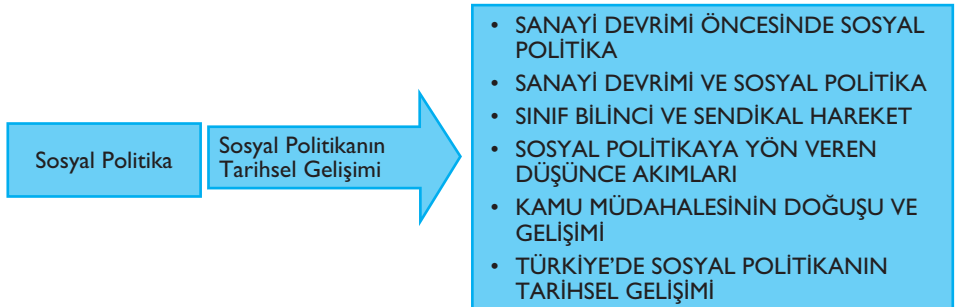 Sosyal Politika
Sosyal Politikanın
Tarihsel Gelişimi
• SANAYİ DEVRİMİ ÖNCESİNDE SOSYAL
POLİTİKA
• SANAYİ DEVRİMİ VE SOSYAL POLİTİKA
• SINIF BİLİNCİ VE SENDİKAL HAREKET
• SOSYAL POLİTİKAYA YÖN VEREN
DÜŞÜNCE AKIMLARI
• KAMU MÜDAHALESİNİN DOĞUŞU VE
GELİŞİMİ
• TÜRKİYE’DE SOSYAL POLİTİKANIN
TARİHSEL GELİŞİMİ